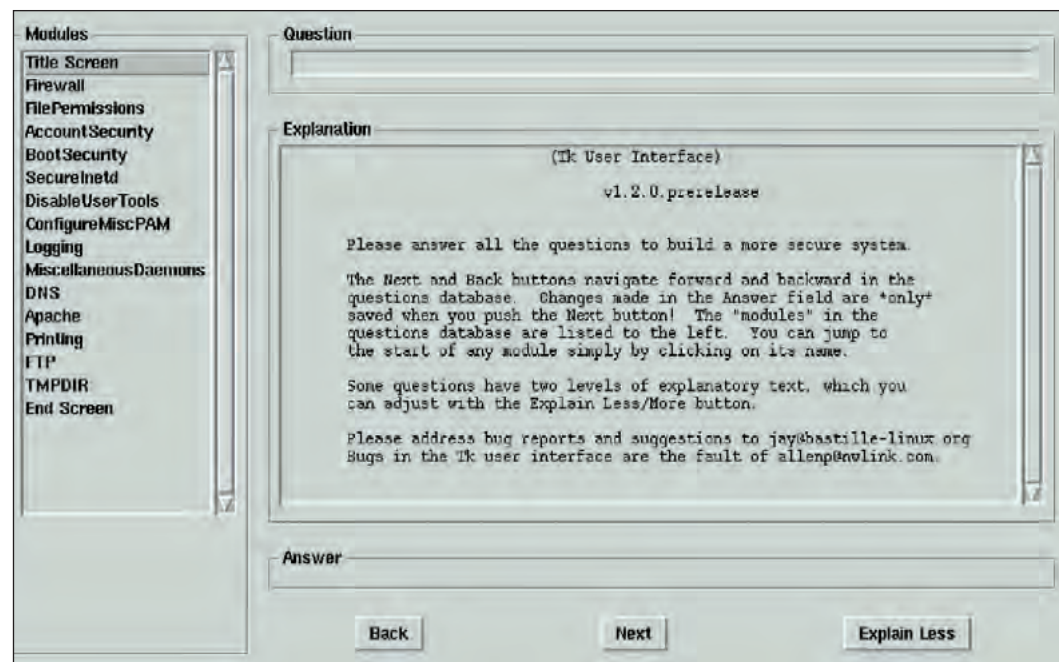 Modules
Title Screen
Firewall
FilePermissions
AccountSecurity
BootSecurity
SecureInetd
DisableUserTools
ConfigureMiscPAM
Logging
MiscellaneousDaemons
DNS
Apache
Printing
FTP
TMPDIR
End Screen
Question
Explanation
(Tk User Interface)
v1.2.0.prerelease
Please answer all the questions to build a more secure system.
The Next and Back buttons navigate forward and backward in the
questions database. Changes made in the Answer field are *only*
saved when you push the Next button! The "modules" in the
questions database are listed to the left. You can jump to
the start of any module simply by clicking on its name.
Some questions have two levels of explanatory text, which you
can adjust with the Explain Less/More button.
Please address bug reports and suggestions to jay@bastille-linux.org
Bugs in the Tk user interface are the fault of allenp@nwlink.com.
Answer
Back
Next
Explain Less